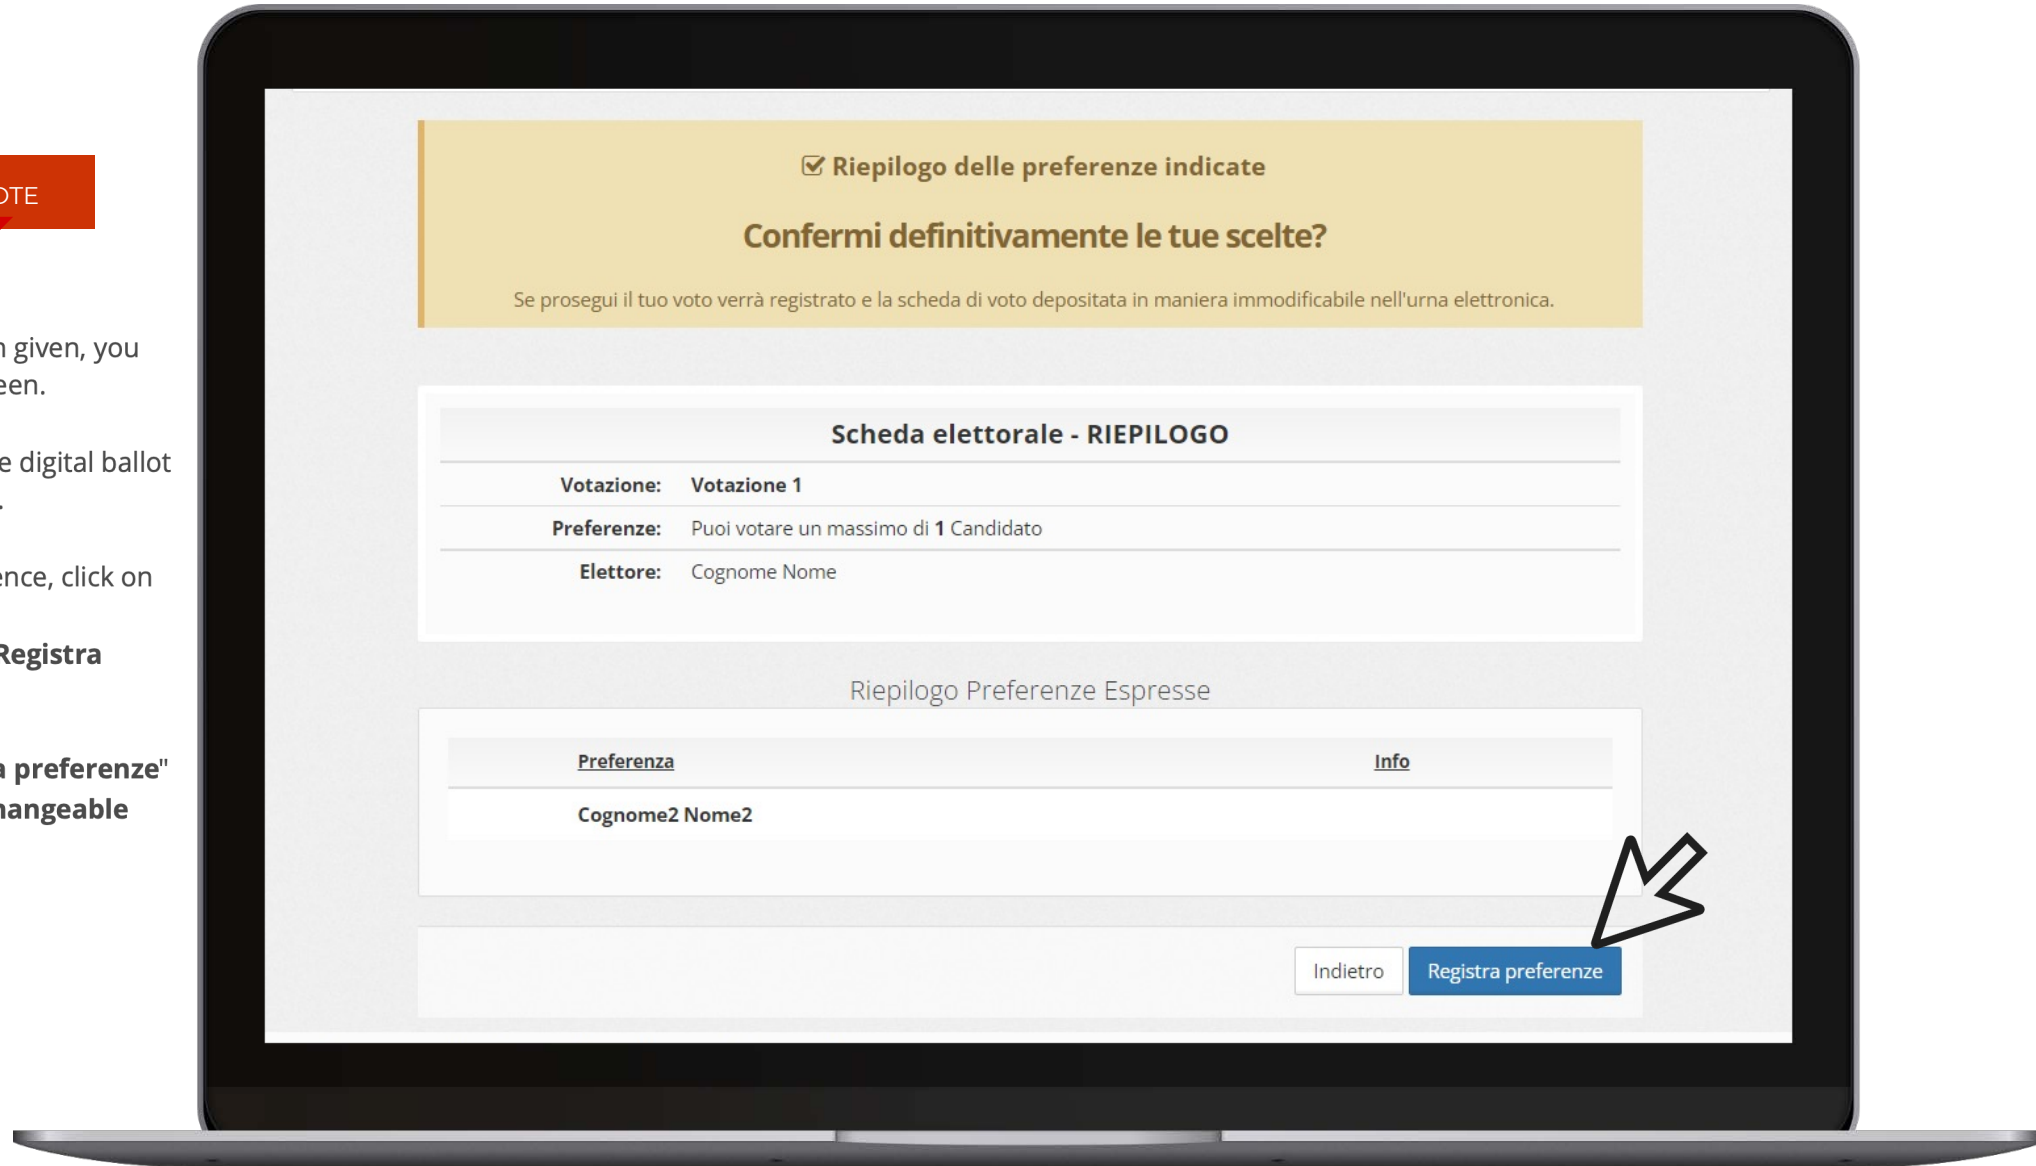 OTE
given, you
een.
e digital ballot
.
ence, click on
Registra
a preferenze"
hangeable
Riepilogo delle preferenze indicate
Confermi definitivamente le tue scelte?
Se prosegui il tuo voto verrà registrato e la scheda di voto depositata in maniera immodificabile nell'urna elettronica.
Scheda elettorale - RIEPILOGO
Votazione: Votazione 1
Preferenze: Puoi votare un massimo di 1 Candidato
Elettore: Cognome Nome
Riepilogo Preferenze Espresse
Preferenza Info
Cognome2 Nome2
Indietro Registra preferenze